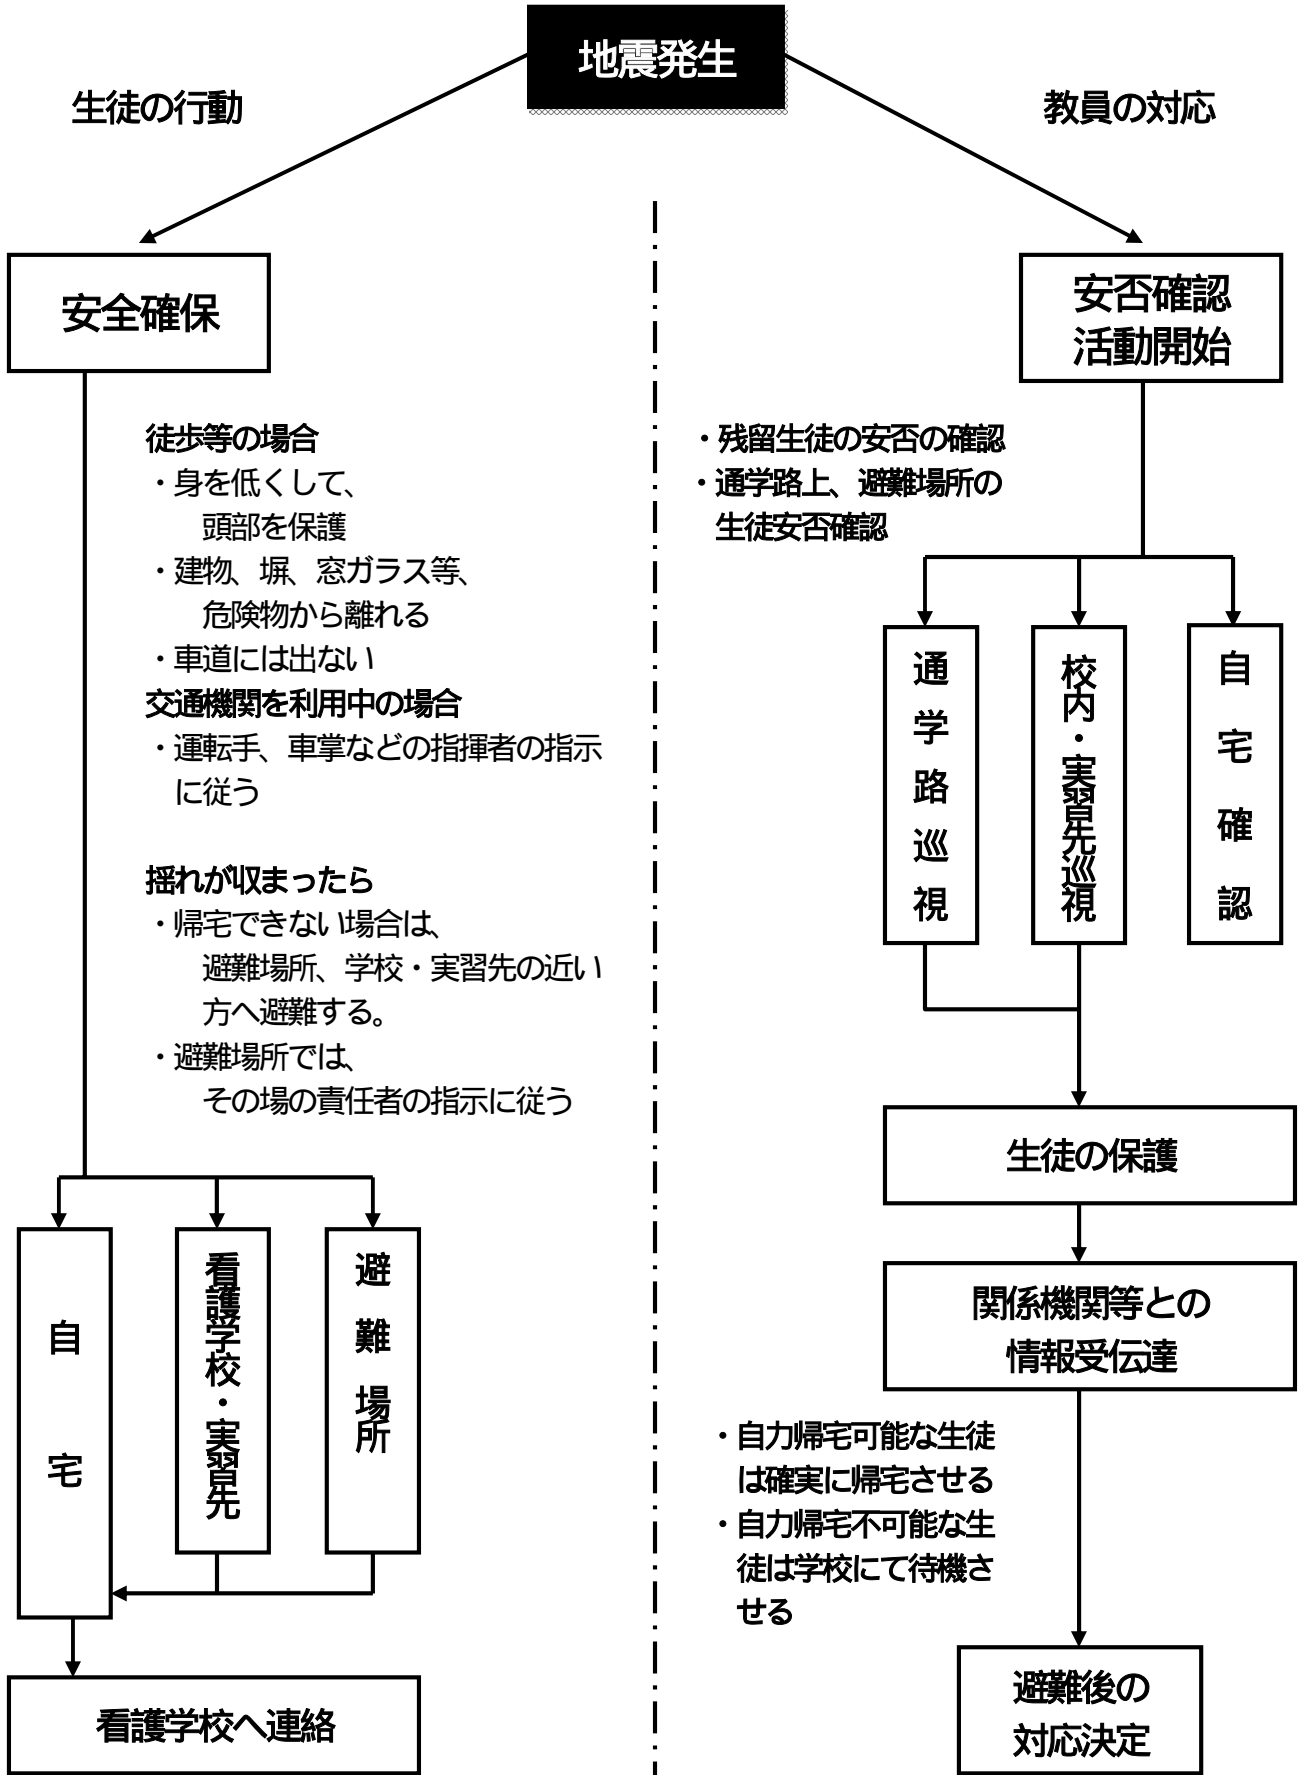 地震発生
生徒の行動
教員の対応
安全確保
徒歩等の場合
・身を低くして、
頭部を保護
・建物、塀、窓ガラス等、
危険物から離れる
・車道には出ない
交通機関を利用中の場合
・運転手、車掌などの指揮者の指示
に従う
揺れが収まったら
・帰宅できない場合は、
避難場所、学校・実習先の近い
方へ避難する。
・避難場所では、
その場の責任者の指示に従う
自宅
看護学校・実習先
避難場所
看護学校へ連絡
安否確認
活動開始
・残留生徒の安否の確認
・通学路上、避難場所の
生徒安否確認
通学路巡視
校内・実習先巡視
自宅確認
生徒の保護
関係機関等との
情報受伝達
・自力帰宅可能な生徒
は確実に帰宅させる
・自力帰宅不可能な生
徒は学校にて待機さ
せる
避難後の
対応決定